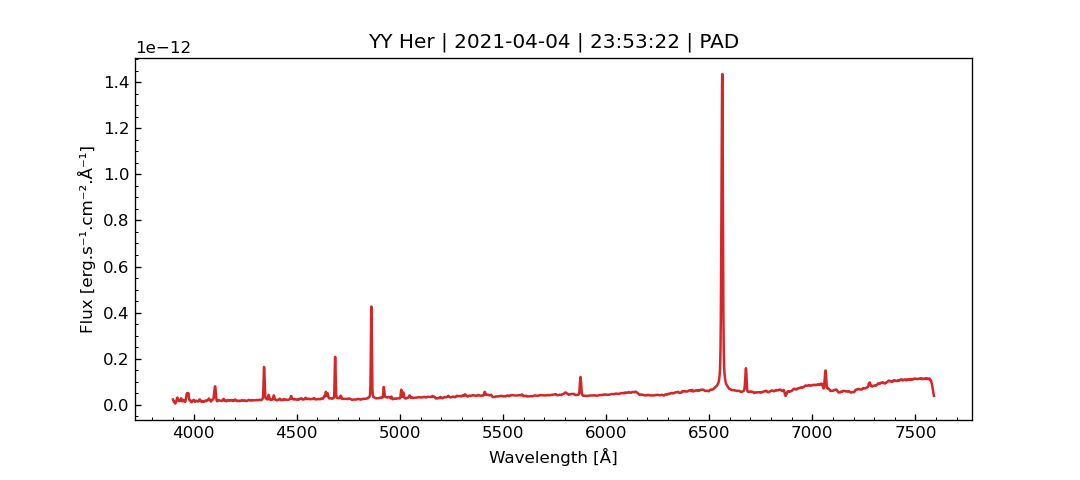 YY Her | 2021-04-04 | 23:53:22 | PAD
1e−12
1.4
1.2
1.0
0.8
0.6
0.4
0.2
0.0
Flux [erg.s⁻¹.cm⁻².Å⁻¹]
4000 4500 5000 5500 6000 6500 7000 7500
Wavelength [Å]